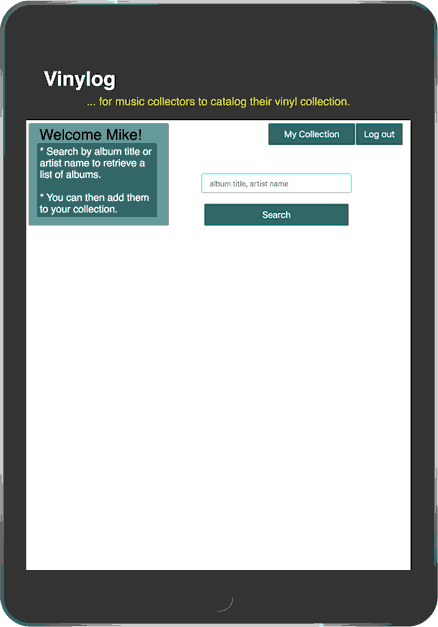 Vinylog
... for music collectors to catalog their vinyl collection.
Welcome Mike!
* Search by album title or
artist name to retrieve a
list of albums.
* You can then add them
to your collection.
My Collection
Log out
album title, artist name
Search